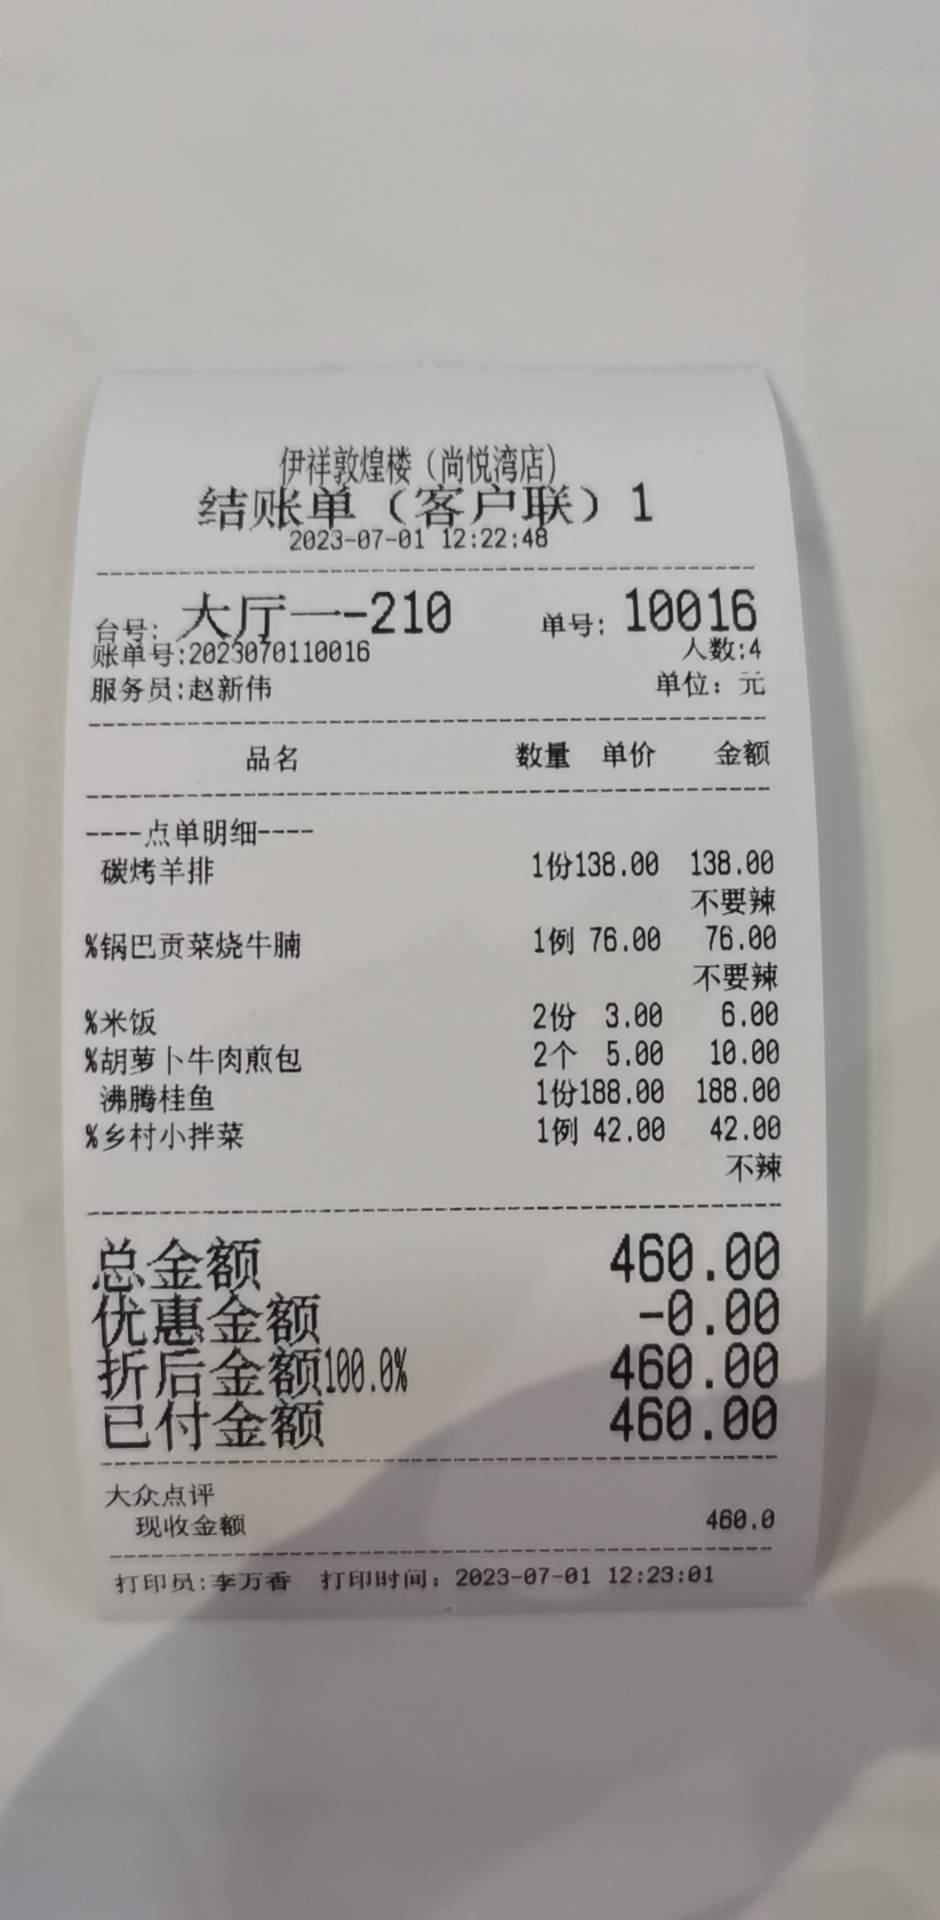 伊祥敦煌楼（尚悦湾店）
结账单（客户联）1
2023-07-01 12:22:48
台号: 大厅一-210 单号: 10016
账单号:2023070110016 人数:4
服务员:赵新伟 单位: 元
品名 数量 单价 金额
----点单明细----
碳烤羊排 1份138.00 138.00
不要辣
%锅巴贡菜烧牛腩 1例 76.00 76.00
不要辣
%米饭 2份 3.00 6.00
%胡萝卜牛肉煎包 2个 5.00 10.00
沸腾桂鱼 1份188.00 188.00
%乡村小拌菜 1例 42.00 42.00
不辣
总金额 460.00
优惠金额 -0.00
折后金额100.0% 460.00
已付金额 460.00
大众点评
现收金额 460.0
打印员:李万香 打印时间: 2023-07-01 12:23:01